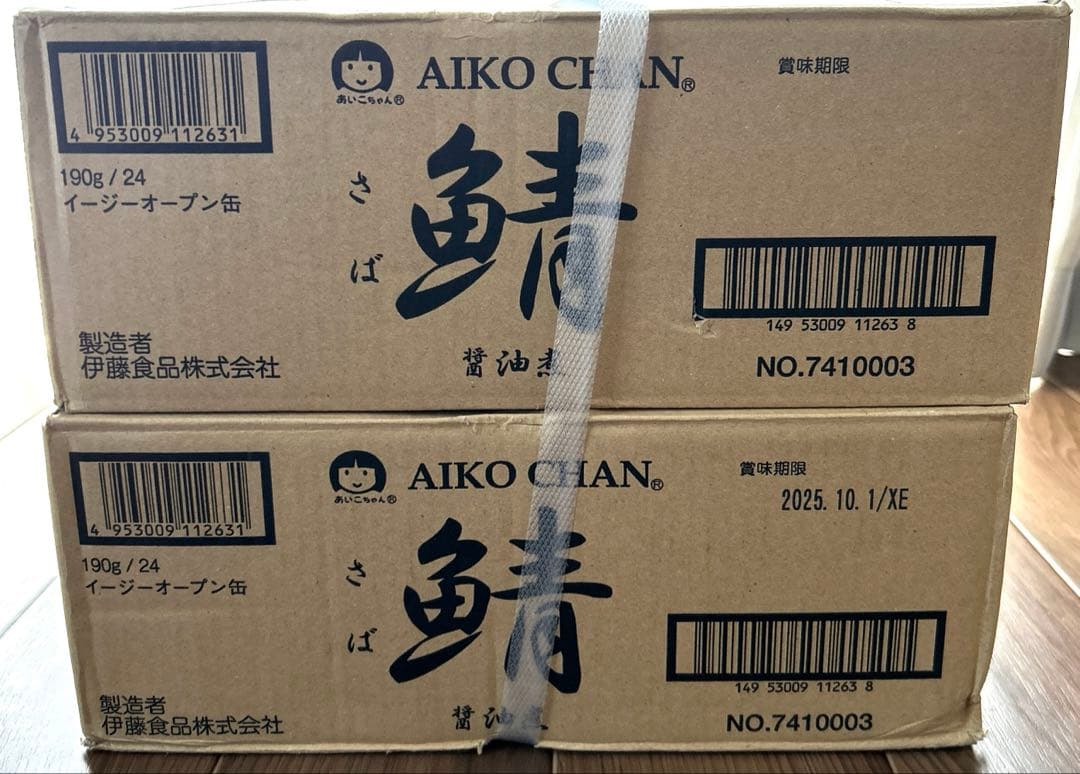 4 953009 112631
190g / 24
イージーオープン缶
製造者
伊藤食品株式会社
あいこちゃん®
AIKO CHAN®
さば
鯖
醤油煮
賞味期限
149 53009 11263 8
NO.7410003
4 953009 112631
190g / 24
イージーオープン缶
製造者
伊藤食品株式会社
あいこちゃん®
AIKO CHAN®
さば
鯖
醤油煮
賞味期限
2025. 10. 1/XE
149 53009 11263 8
NO.7410003